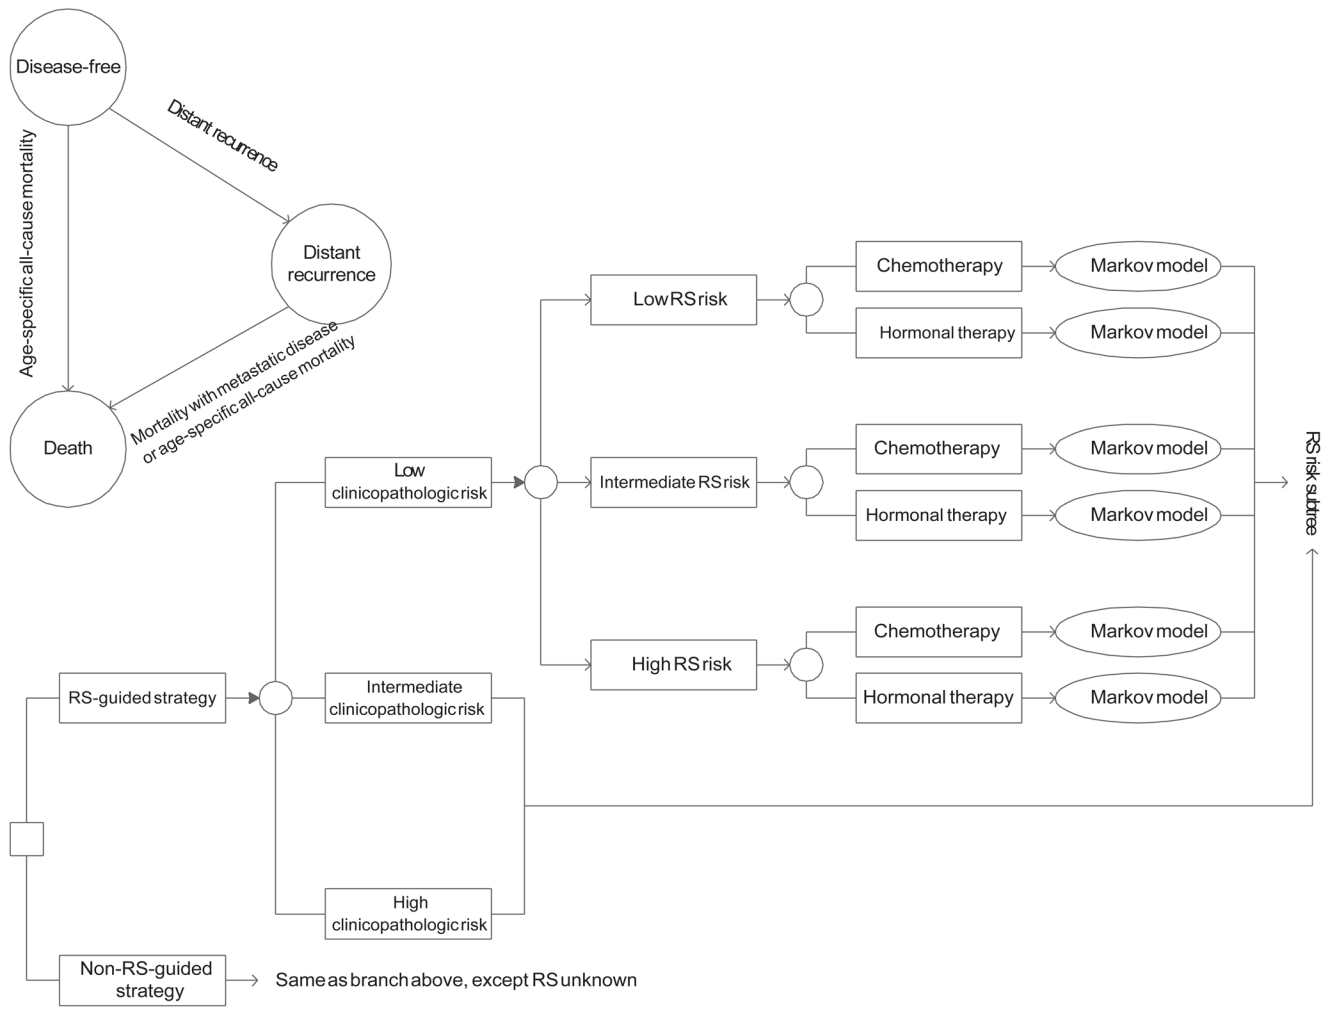 Disease-free
Distant recurrence
Age-specific all-cause mortality
Distant
recurrence
Mortality with metastatic disease
or age-specific all-cause mortality
Death
Low
clinicopathologic risk
Low RS risk
Chemotherapy
Markov model
Hormonal therapy
Markov model
Intermediate RS risk
Chemotherapy
Markov model
Hormonal therapy
Markov model
High RS risk
Chemotherapy
Markov model
Hormonal therapy
Markov model
RS risk subtree
RS-guided strategy
Intermediate
clinicopathologic risk
High
clinicopathologic risk
Non-RS-guided
strategy
Same as branch above, except RS unknown